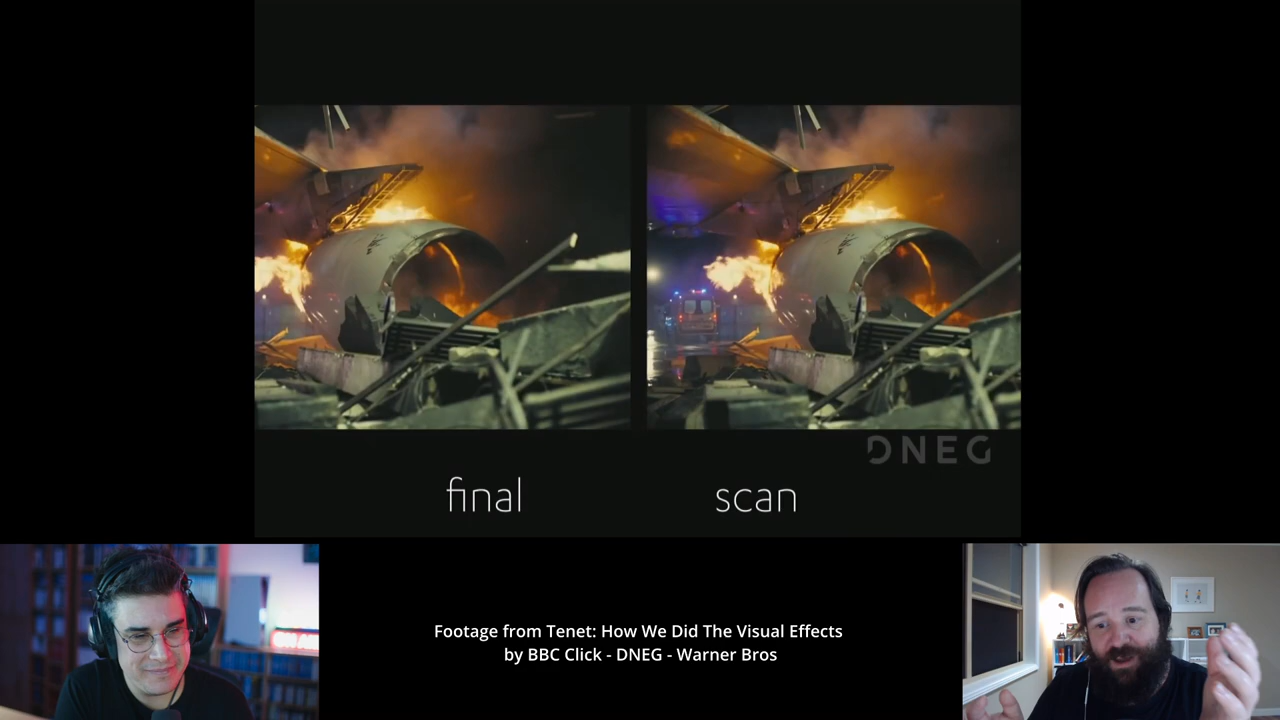 DNEG
final
scan
Footage from Tenet: How We Did The Visual Effects
by BBC Click - DNEG - Warner Bros